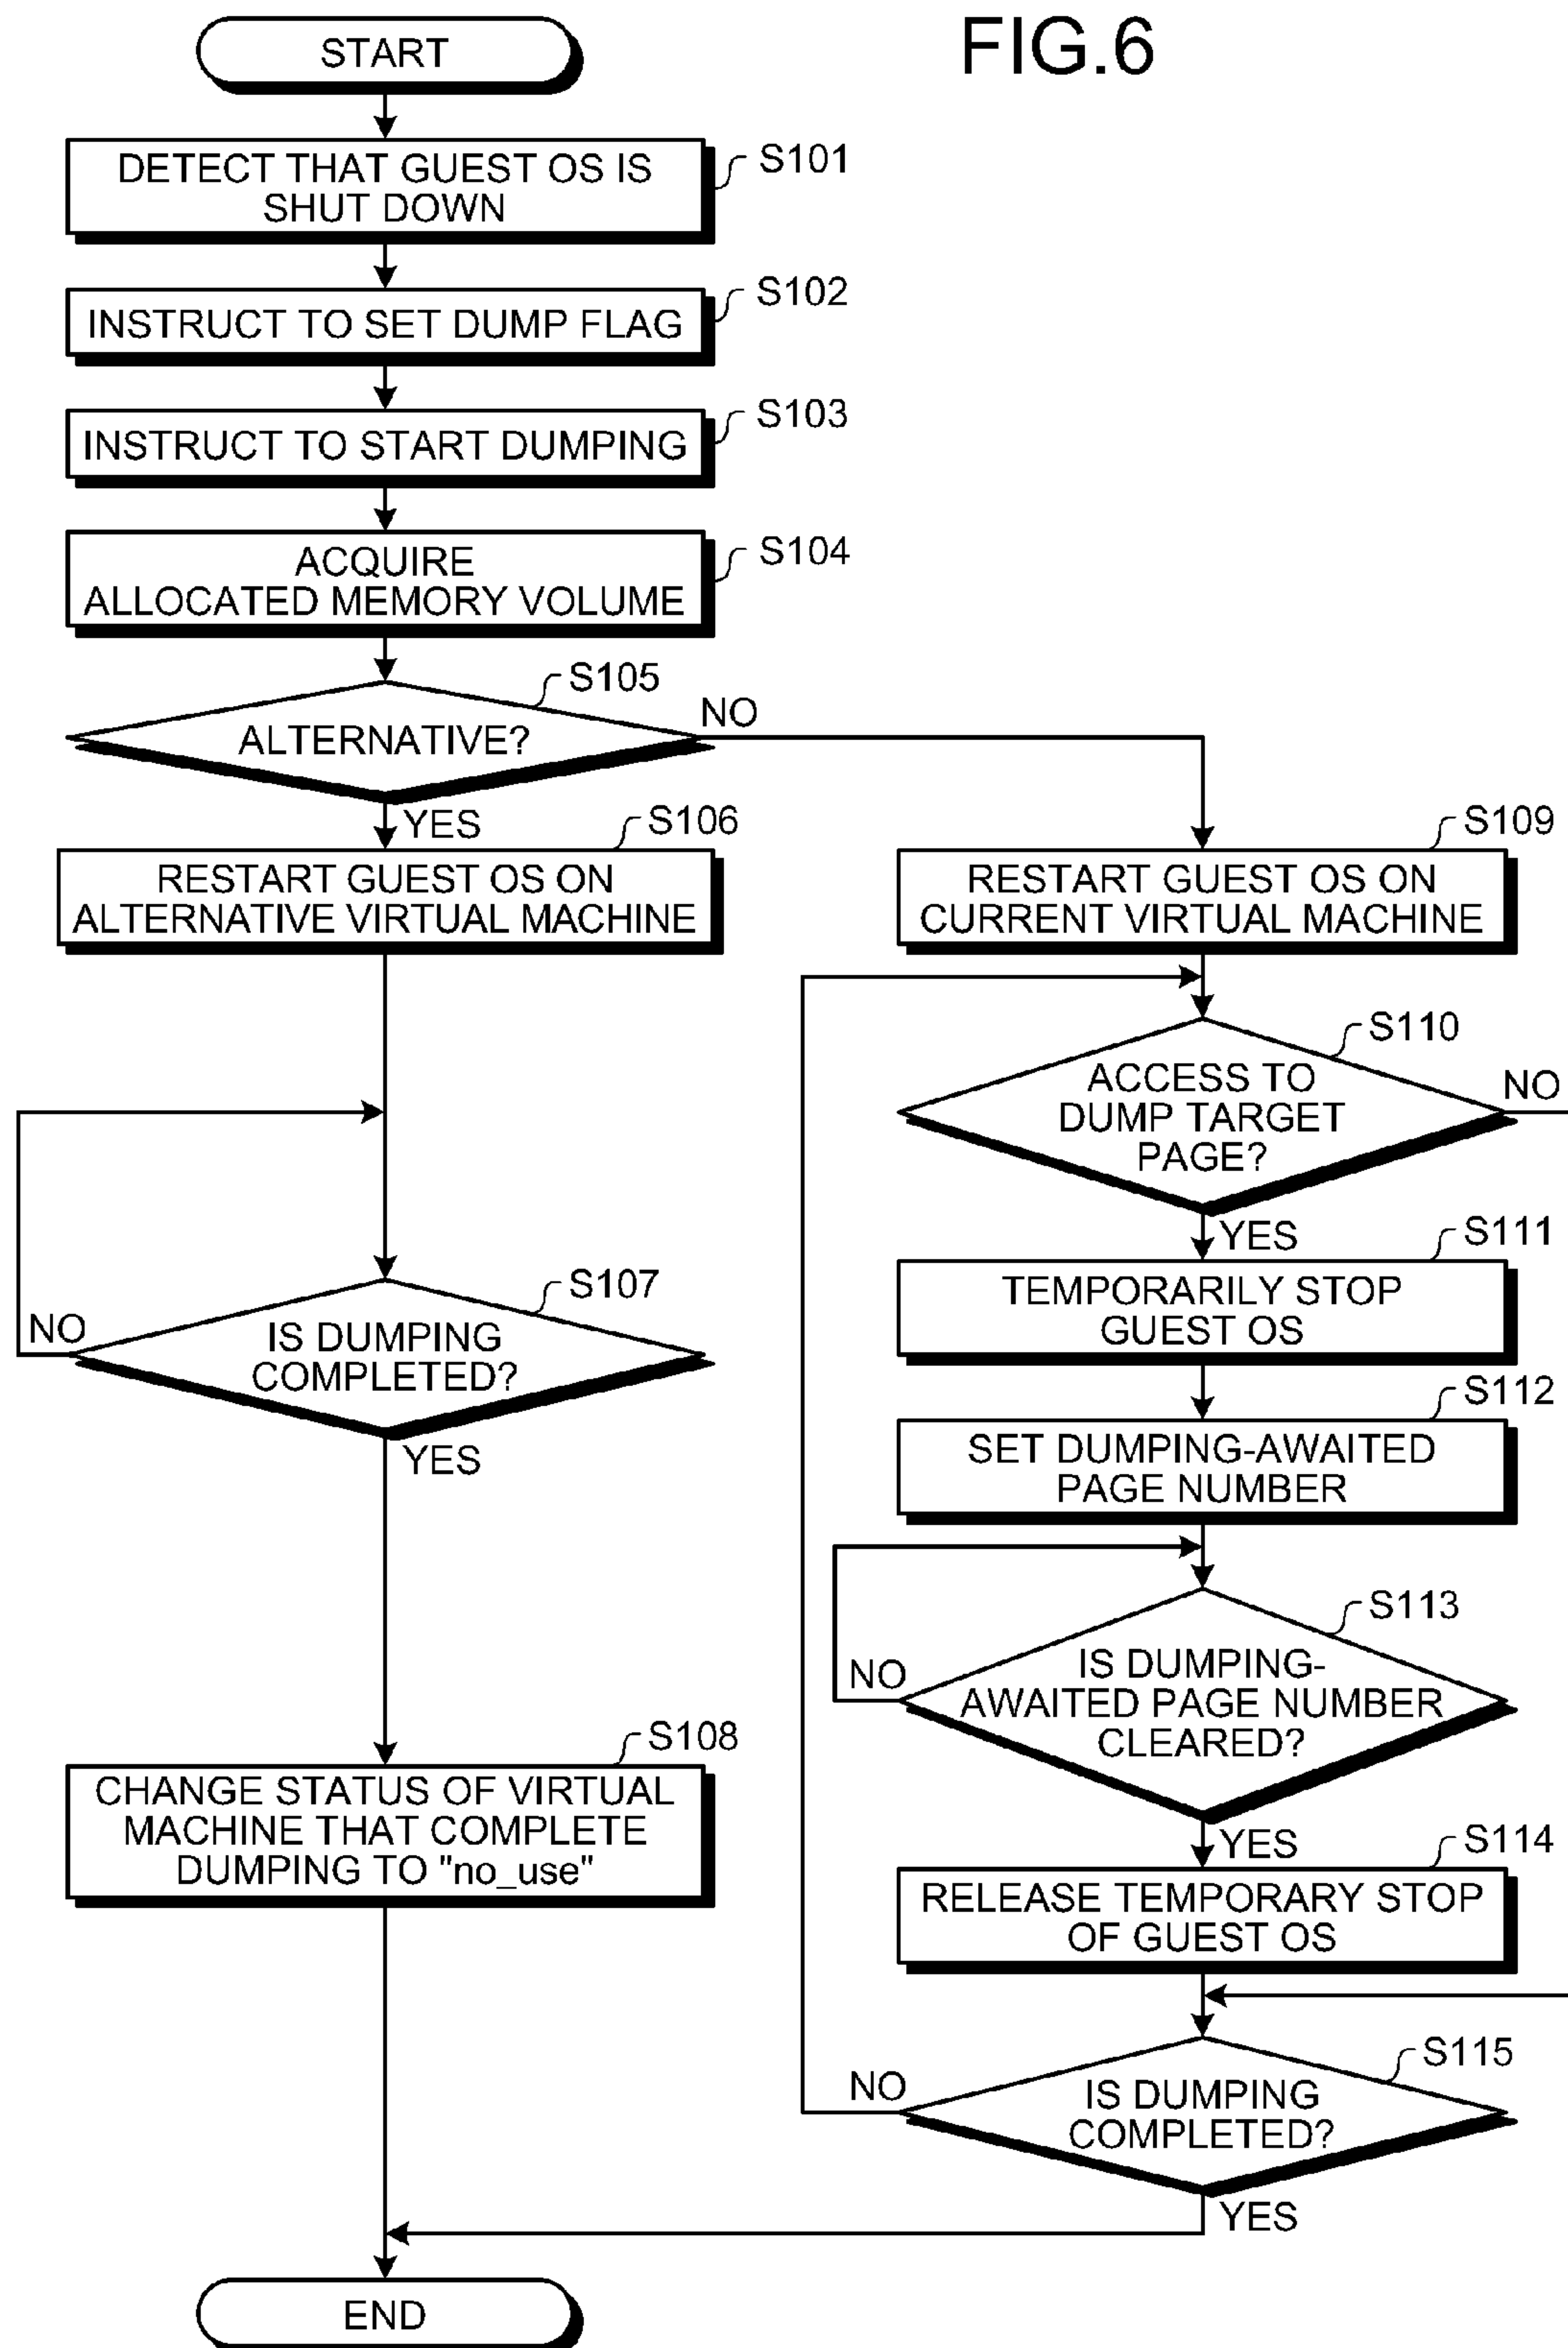 FIG.6
START
DETECT THAT GUEST OS IS
SHUT DOWN
S101
INSTRUCT TO SET DUMP FLAG
S102
INSTRUCT TO START DUMPING
S103
ACQUIRE
ALLOCATED MEMORY VOLUME
S104
ALTERNATIVE?
S105
NO
YES
RESTART GUEST OS ON
ALTERNATIVE VIRTUAL MACHINE
S106
IS DUMPING
COMPLETED?
S107
NO
YES
CHANGE STATUS OF VIRTUAL
MACHINE THAT COMPLETE
DUMPING TO "no_use"
S108
RESTART GUEST OS ON
CURRENT VIRTUAL MACHINE
S109
ACCESS TO
DUMP TARGET
PAGE?
S110
NO
YES
TEMPORARILY STOP
GUEST OS
S111
SET DUMPING-AWAITED
PAGE NUMBER
S112
IS DUMPING-
AWAITED PAGE NUMBER
CLEARED?
S113
NO
YES
RELEASE TEMPORARY STOP
OF GUEST OS
S114
IS DUMPING
COMPLETED?
S115
NO
YES
END